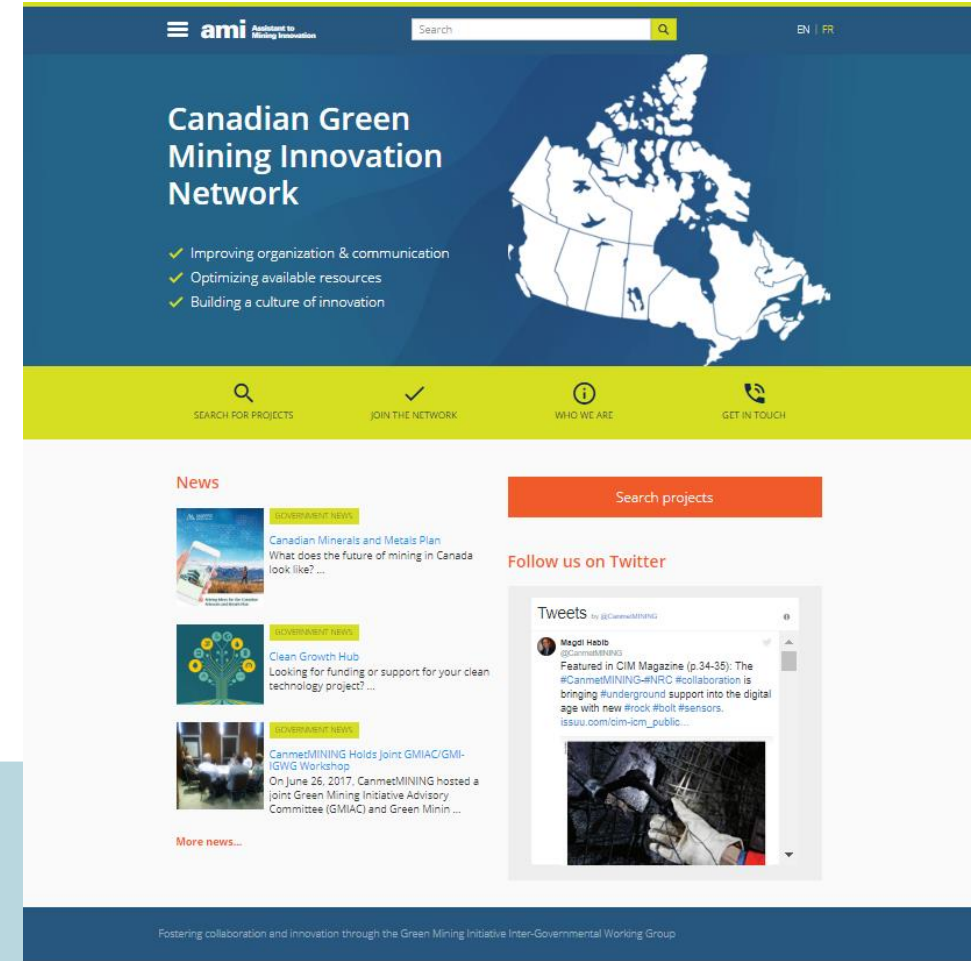 ami Assistant to
Mining Innovation
Search
EN | FR
Canadian Green
Mining Innovation
Network
Improving organization & communication
Optimizing available resources
Building a culture of innovation
SEARCH FOR PROJECTS
JOIN THE NETWORK
WHO WE ARE
GET IN TOUCH
News
GOVERNMENT NEWS
Canadian Minerals and Metals Plan
What does the future of mining in Canada
look like? ...
GOVERNMENT NEWS
Clean Growth Hub
Looking for funding or support for your clean
technology project? ...
GOVERNMENT NEWS
CanmetMINING Holds Joint GMIAC/GMI-
IGWG Workshop
On June 26, 2017, CanmetMINING hosted a
joint Green Mining Initiative Advisory
Committee (GMIAC) and Green Minin ...
More news...
Search projects
Follow us on Twitter
Tweets by @CanmetMINING
Magdi Habib
@CanmetMINING
Featured in CIM Magazine (p.34-35): The
#CanmetMINING-#NRC #collaboration is
bringing #underground support into the digital
age with new #rock #bolt #sensors.
issuu.com/cim-icm_public...
Fostering collaboration and innovation through the Green Mining Initiative Inter-Governmental Working Group